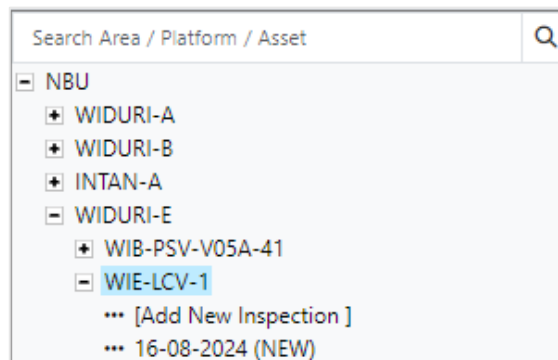 Search Area / Platform / Asset
NBU
WIDURI-A
WIDURI-B
INTAN-A
WIDURI-E
WIB-PSV-V05A-41
WIE-LCV-1
[Add New Inspection ]
16-08-2024 (NEW)